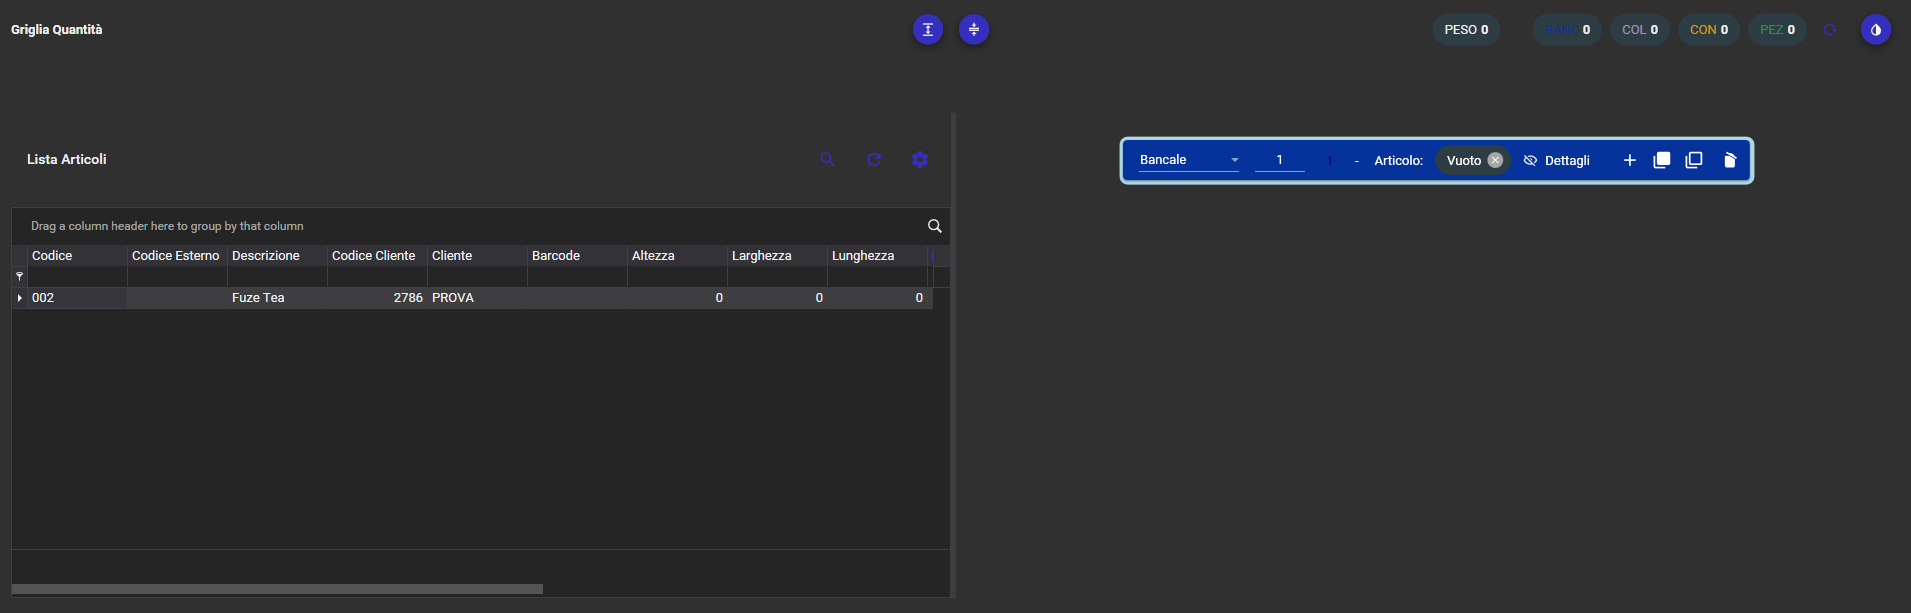 Griglia Quantità
PESO 0 BANC 0 COL 0 CON 0 PEZ 0
Lista Articoli
Bancale 1 1 - Articolo: Vuoto Dettagli
Drag a column header here to group by that column
Codice Codice Esterno Descrizione Codice Cliente Cliente Barcode Altezza Larghezza Lunghezza
002 Fuze Tea 2786 PROVA 0 0 0